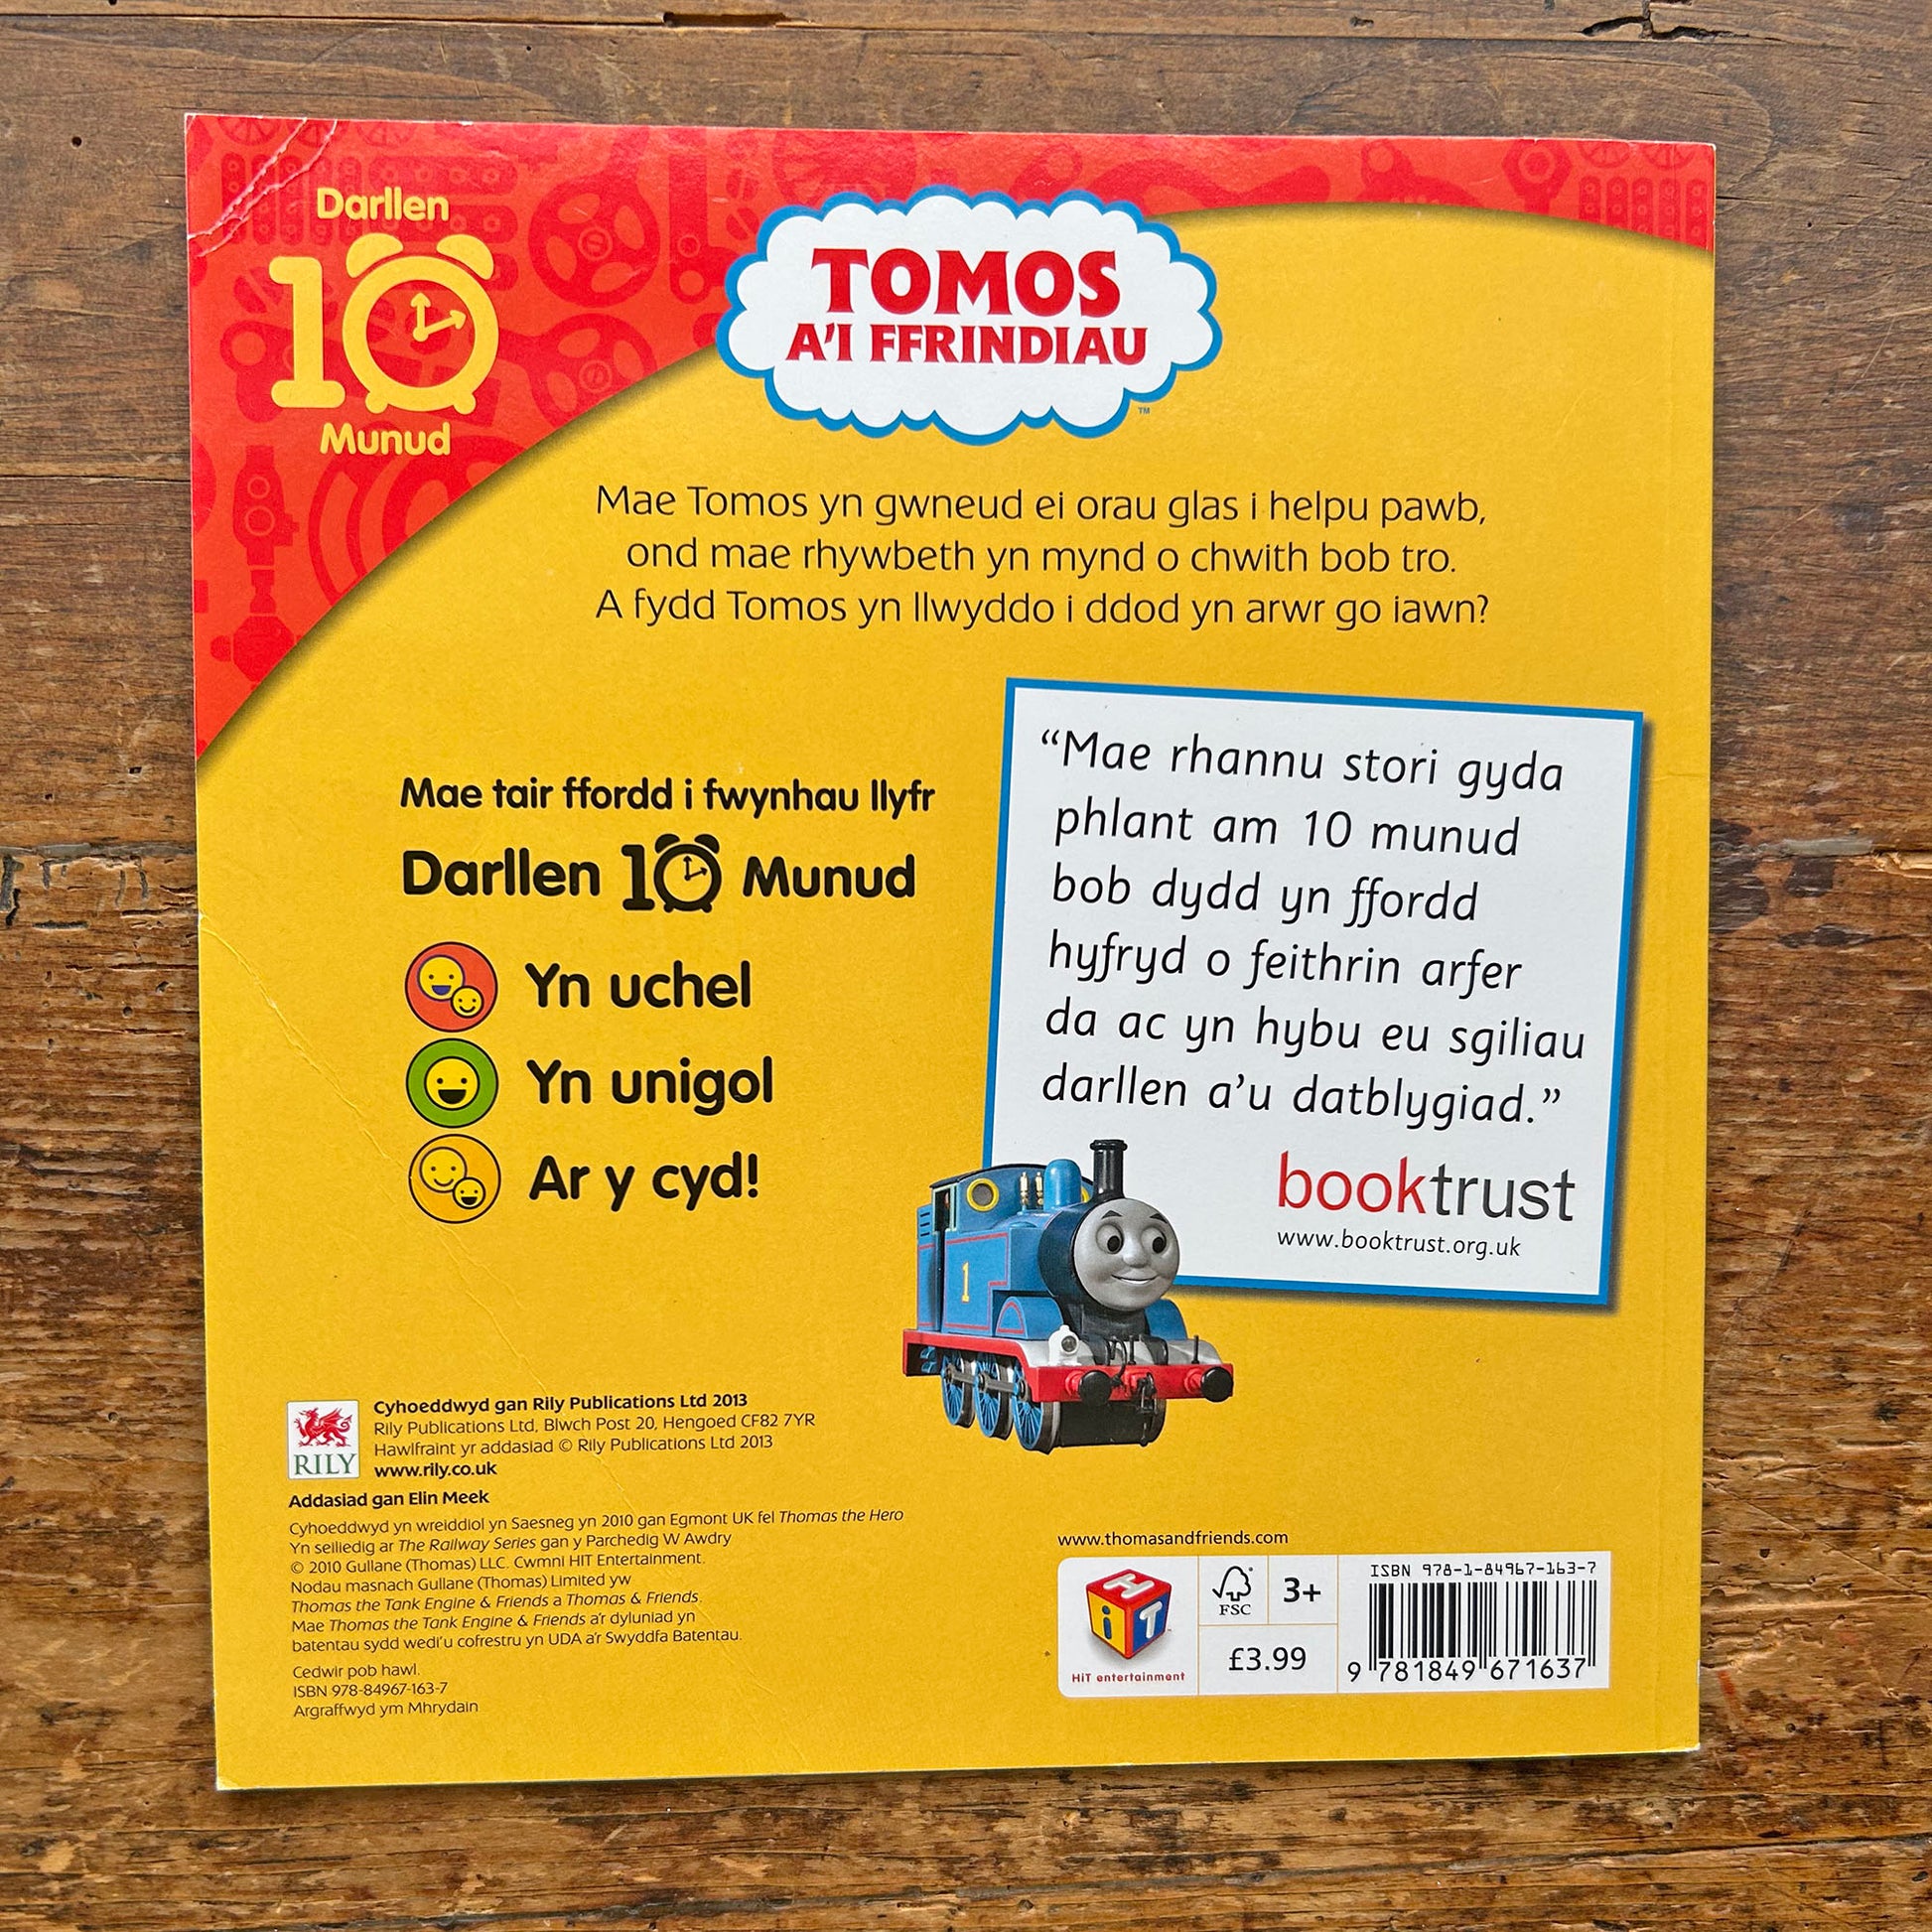 Darllen
10
Munud
TOMOS
A'I FFRINDIAU
™
Mae Tomos yn gwneud ei orau glas i helpu pawb,
ond mae rhywbeth yn mynd o chwith bob tro.
A fydd Tomos yn llwyddo i ddod yn arwr go iawn?
Mae tair ffordd i fwynhau llyfr
Darllen 10 Munud
Yn uchel
Yn unigol
Ar y cyd!
“Mae rhannu stori gyda
phlant am 10 munud
bob dydd yn ffordd
hyfryd o feithrin arfer
da ac yn hybu eu sgiliau
darllen a’u datblygiad.”
booktrust
www.booktrust.org.uk
1
RILY
Cyhoeddwyd gan Rily Publications Ltd 2013
Rily Publications Ltd, Blwch Post 20, Hengoed CF82 7YR
Hawlfraint yr addasiad © Rily Publications Ltd 2013
www.rily.co.uk
Addasiad gan Elin Meek
Cyhoeddwyd yn wreiddiol yn Saesneg yn 2010 gan Egmont UK fel Thomas the Hero
Yn seiliedig ar The Railway Series gan y Parchedig W Awdry
© 2010 Gullane (Thomas) LLC. Cwmni HIT Entertainment.
Nodau masnach Gullane (Thomas) Limited yw
Thomas the Tank Engine & Friends a Thomas & Friends.
Mae Thomas the Tank Engine & Friends a'r dyluniad yn
batentau sydd wedi'u cofrestru yn UDA a'r Swyddfa Batentau.
Cedwir pob hawl.
ISBN 978-84967-163-7
Argraffwyd ym Mhrydain
www.thomasandfriends.com
HiT
HiT entertainment
FSC
3+
£3.99
ISBN 978-1-84967-163-7
9 781849 671637